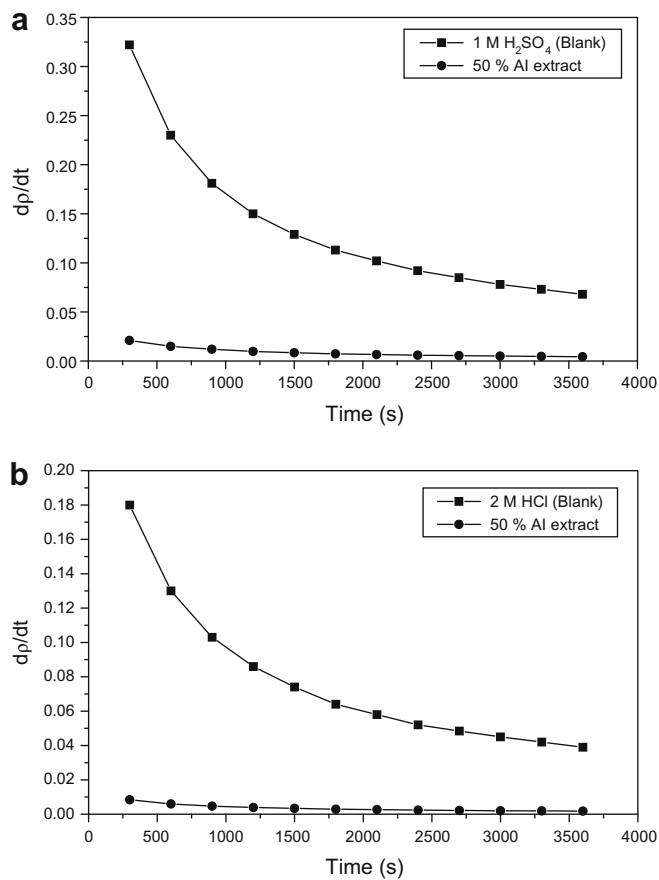 a
1 M H₂SO₄ (Blank)
50 % AI extract
0.35
0.30
0.25
0.20
0.15
0.10
0.05
0.00
dρ/dt
0 500 1000 1500 2000 2500 3000 3500 4000
Time (s)
b
2 M HCl (Blank)
50 % AI extract
0.20
0.18
0.16
0.14
0.12
0.10
0.08
0.06
0.04
0.02
0.00
dρ/dt
0 500 1000 1500 2000 2500 3000 3500 4000
Time (s)